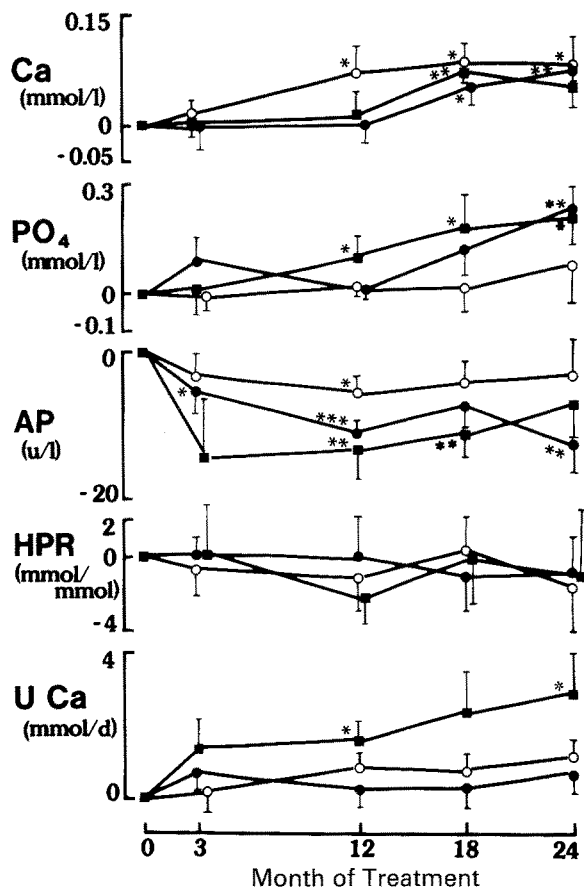 0.15
Ca
(mmol/l)
0
-0.05
* * * * ** * **
0.3
PO₄
(mmol/l)
0
-0.1
* * ** *
0
AP
(u/l)
-20
* * *** ** ** **
2
HPR
(mmol/
mmol)
0
-4
4
U Ca
(mmol/d)
0
* *
0 3 12 18 24
Month of Treatment